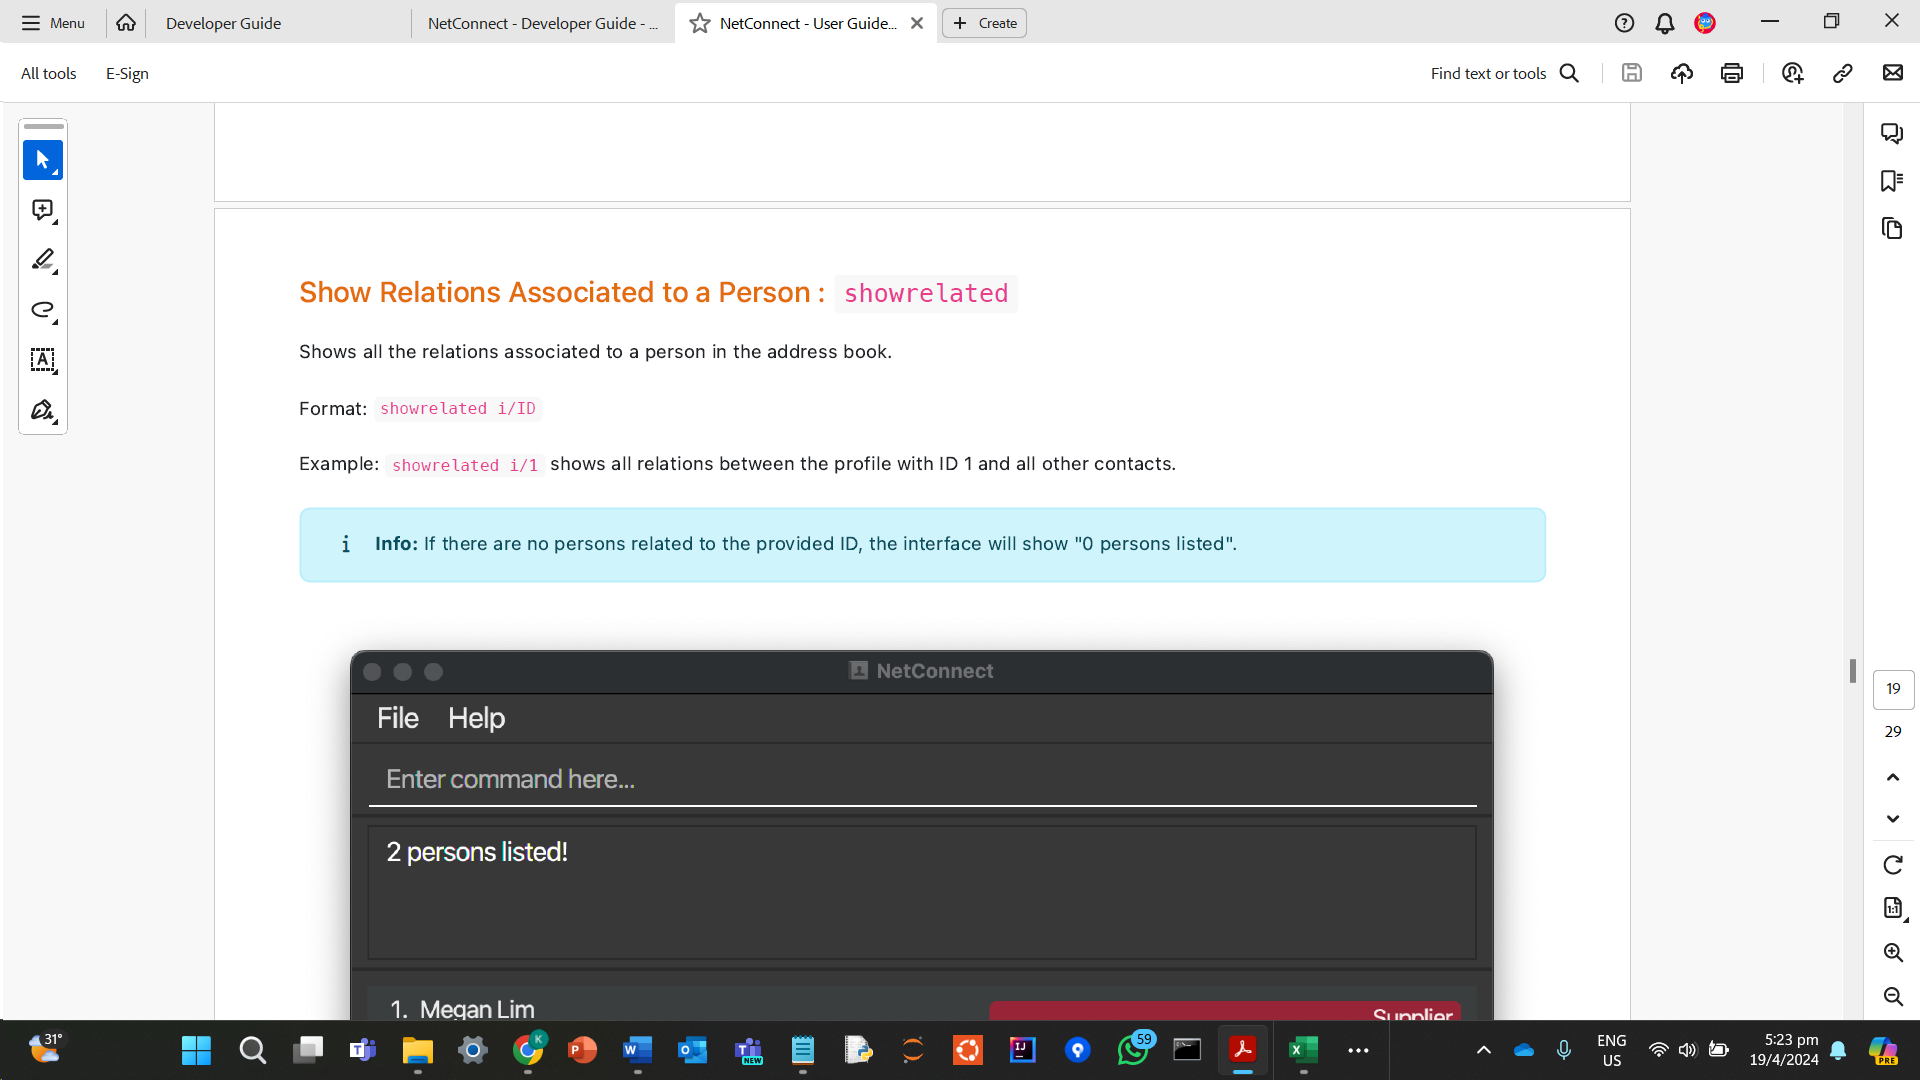 Menu
Developer Guide
NetConnect - Developer Guide - ...
NetConnect - User Guide...
Create
All tools
E-Sign
Find text or tools
Show Relations Associated to a Person : showrelated
Shows all the relations associated to a person in the address book.
Format: showrelated i/ID
Example: showrelated i/1 shows all relations between the profile with ID 1 and all other contacts.
i Info: If there are no persons related to the provided ID, the interface will show "0 persons listed".
NetConnect
File Help
Enter command here...
2 persons listed!
1. Megan Lim
Supplier
19
29
31°
K
NEW
59
ENG
US
5:23 pm
19/4/2024
PRE